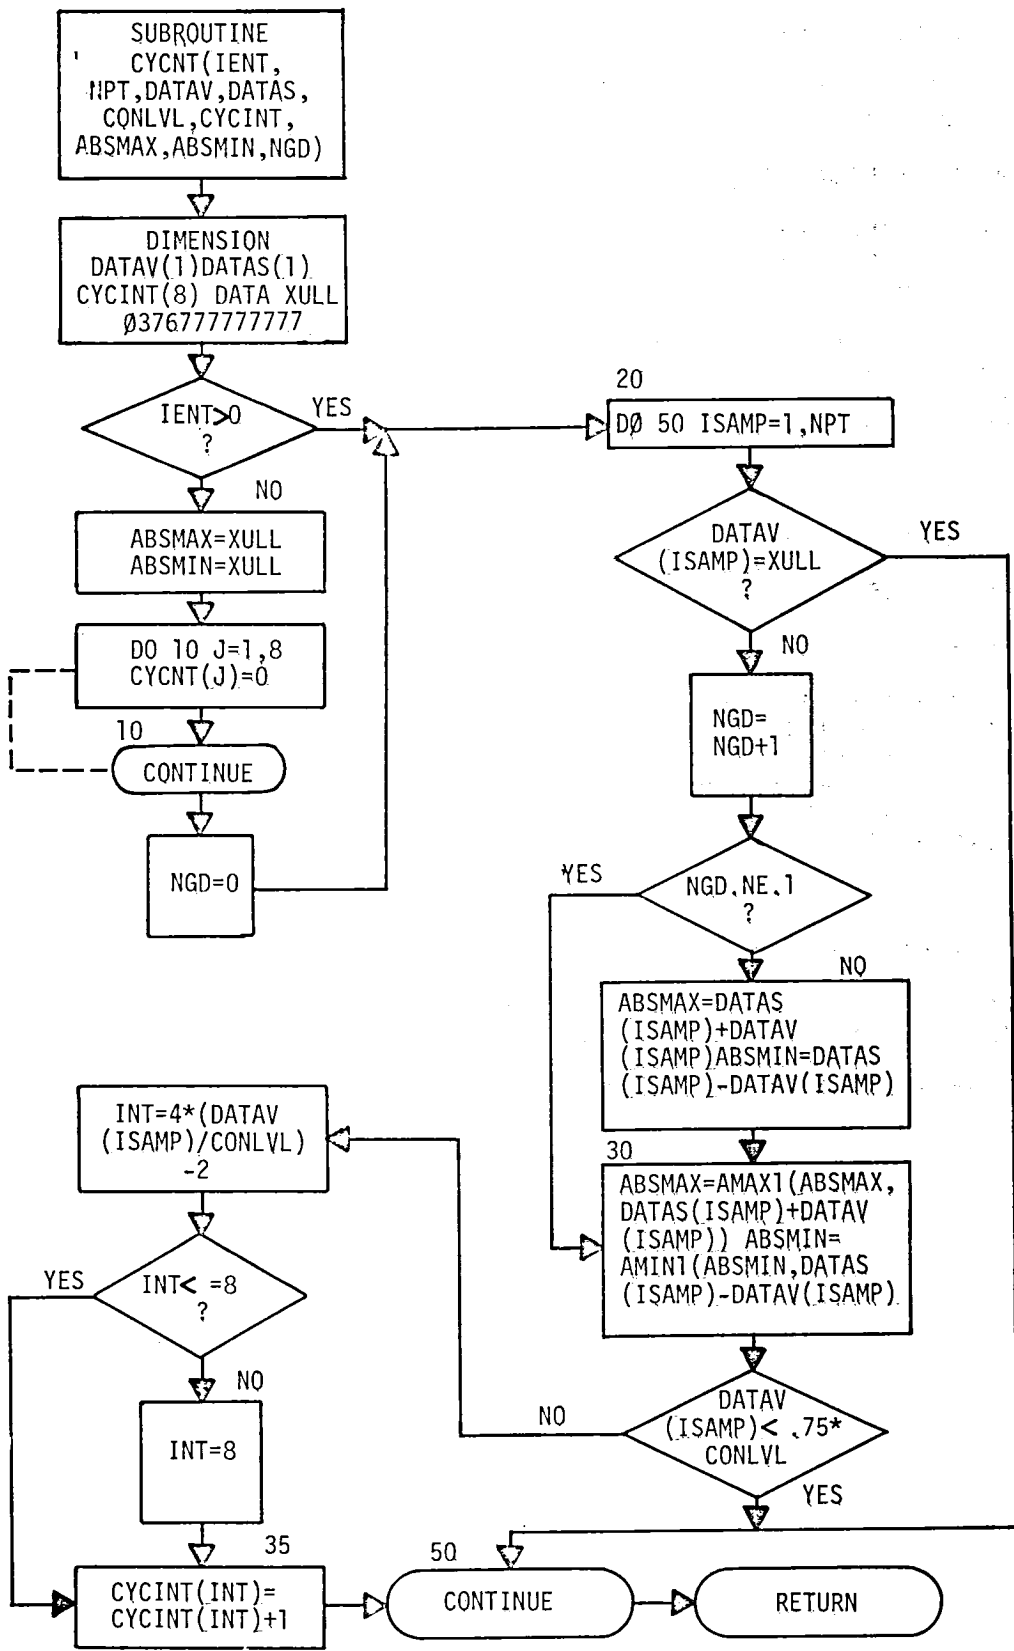 SUBROUTINE
CYCNT(IENT,
NPT,DATAV,DATAS,
CONLVL,CYCINT,
ABSMAX,ABSMIN,NGD)
DIMENSION
DATAV(1)DATAS(1)
CYCINT(8) DATA XULL
Ø376777777777
IENT>0
?
YES
NO
ABSMAX=XULL
ABSMIN=XULL
DO 10 J=1,8
CYCNT(J)=0
10
CONTINUE
NGD=0
20
DØ 50 ISAMP=1,NPT
DATAV
(ISAMP)=XULL
?
YES
NO
NGD=
NGD+1
NGD.NE.1
?
YES
NO
ABSMAX=DATAS
(ISAMP)+DATAV
(ISAMP)ABSMIN=DATAS
(ISAMP)-DATAV(ISAMP)
30
ABSMAX=AMAX1(ABSMAX,
DATAS(ISAMP)+DATAV
(ISAMP)) ABSMIN=
AMIN1(ABSMIN,DATAS
(ISAMP)-DATAV(ISAMP)
DATAV
(ISAMP)< .75*
CONLVL
NO
YES
INT=4*(DATAV
(ISAMP)/CONLVL)
-2
INT< =8
?
YES
NO
INT=8
35
CYCINT(INT)=
CYCINT(INT)+1
50
CONTINUE
RETURN